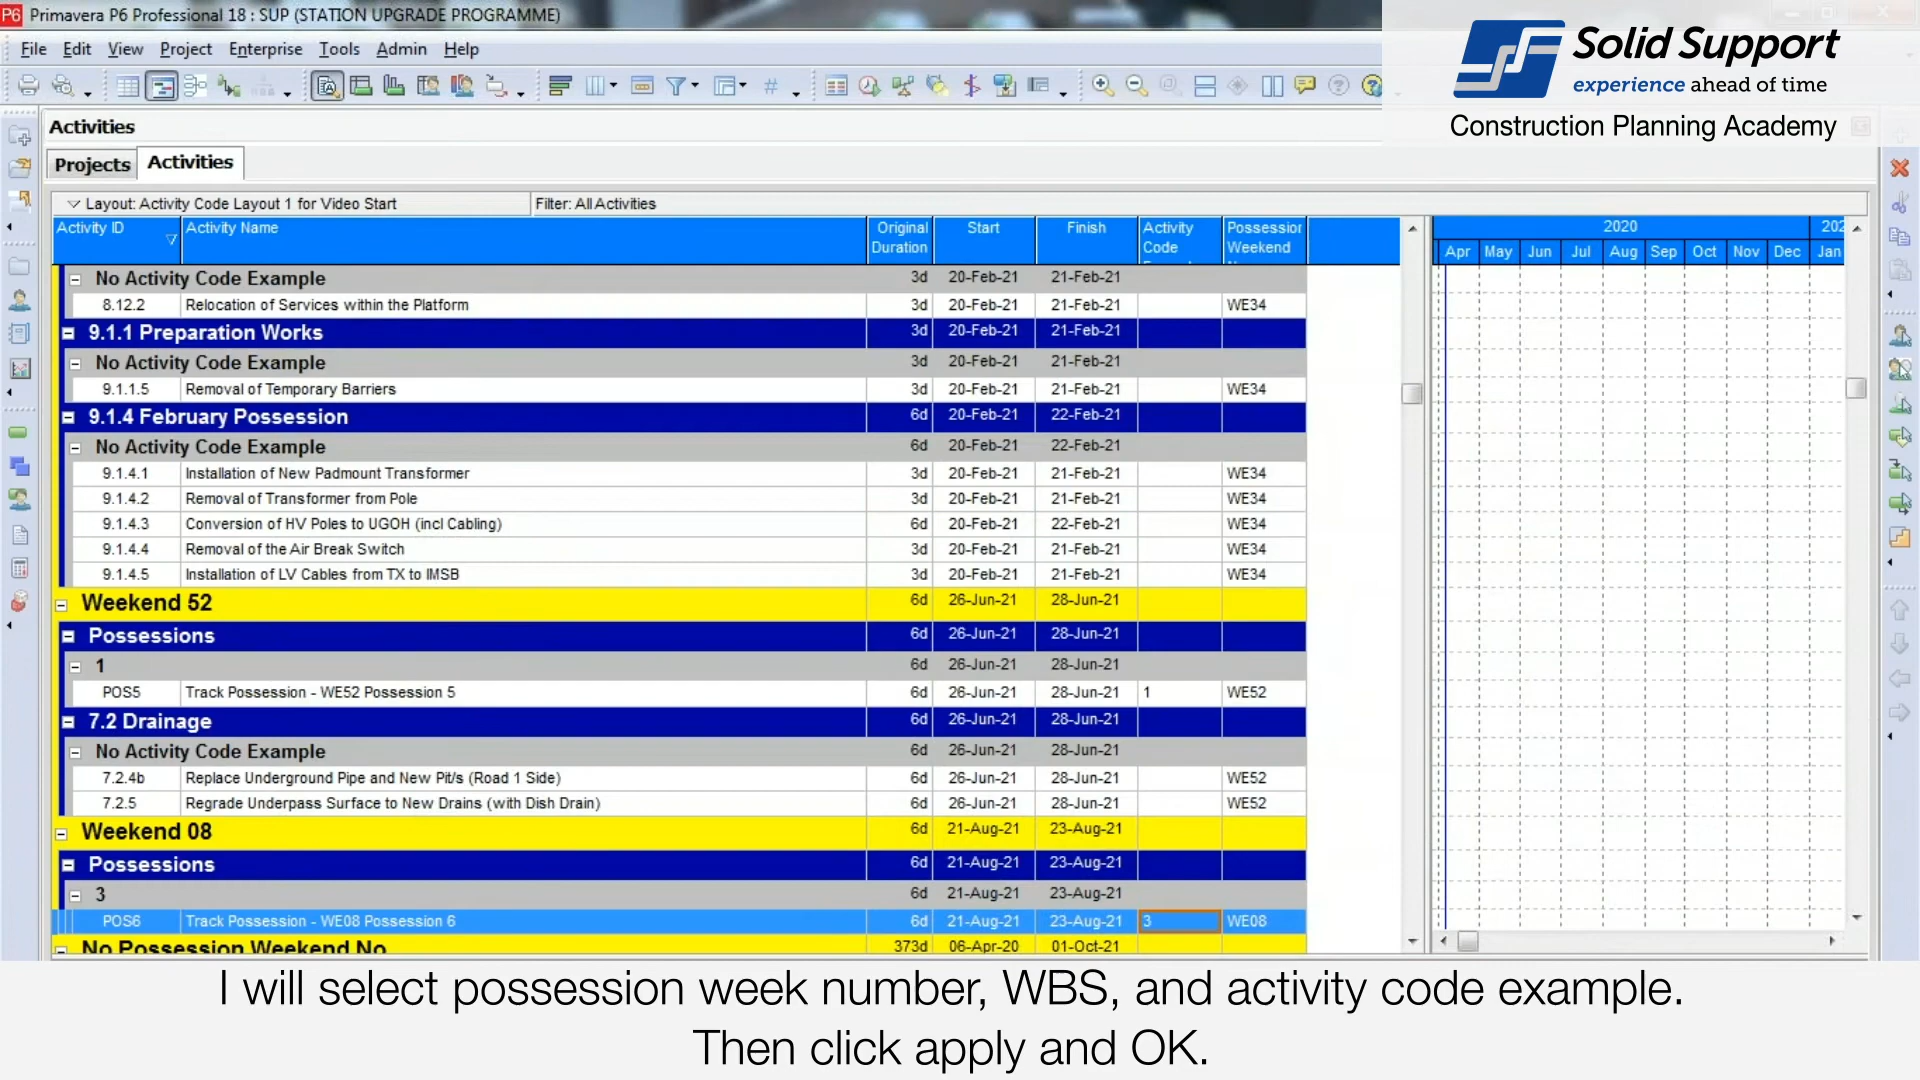 P6 Primavera P6 Professional 18 : SUP (STATION UPGRADE PROGRAMME)
File Edit View Project Enterprise Tools Admin Help
Solid Support
experience ahead of time
Construction Planning Academy
Activities
Projects Activities
Layout: Activity Code Layout 1 for Video Start Filter: All Activities
Activity ID Activity Name Original Duration Start Finish Activity Code Possession Weekend
2020 202
Apr May Jun Jul Aug Sep Oct Nov Dec Jan
No Activity Code Example 3d 20-Feb-21 21-Feb-21
8.12.2 Relocation of Services within the Platform 3d 20-Feb-21 21-Feb-21 WE34
9.1.1 Preparation Works 3d 20-Feb-21 21-Feb-21
No Activity Code Example 3d 20-Feb-21 21-Feb-21
9.1.1.5 Removal of Temporary Barriers 3d 20-Feb-21 21-Feb-21 WE34
9.1.4 February Possession 6d 20-Feb-21 22-Feb-21
No Activity Code Example 6d 20-Feb-21 22-Feb-21
9.1.4.1 Installation of New Padmount Transformer 3d 20-Feb-21 21-Feb-21 WE34
9.1.4.2 Removal of Transformer from Pole 3d 20-Feb-21 21-Feb-21 WE34
9.1.4.3 Conversion of HV Poles to UGOH (incl Cabling) 6d 20-Feb-21 22-Feb-21 WE34
9.1.4.4 Removal of the Air Break Switch 3d 20-Feb-21 21-Feb-21 WE34
9.1.4.5 Installation of LV Cables from TX to IMSB 3d 20-Feb-21 21-Feb-21 WE34
Weekend 52 6d 26-Jun-21 28-Jun-21
Possessions 6d 26-Jun-21 28-Jun-21
1 6d 26-Jun-21 28-Jun-21
POS5 Track Possession - WE52 Possession 5 6d 26-Jun-21 28-Jun-21 1 WE52
7.2 Drainage 6d 26-Jun-21 28-Jun-21
No Activity Code Example 6d 26-Jun-21 28-Jun-21
7.2.4b Replace Underground Pipe and New Pit/s (Road 1 Side) 6d 26-Jun-21 28-Jun-21 WE52
7.2.5 Regrade Underpass Surface to New Drains (with Dish Drain) 6d 26-Jun-21 28-Jun-21 WE52
Weekend 08 6d 21-Aug-21 23-Aug-21
Possessions 6d 21-Aug-21 23-Aug-21
3 6d 21-Aug-21 23-Aug-21
POS6 Track Possession - WE08 Possession 6 6d 21-Aug-21 23-Aug-21 3 WE08
No Possession Weekend No 373d 06-Apr-20 01-Oct-21
I will select possession week number, WBS, and activity code example.
Then click apply and OK.